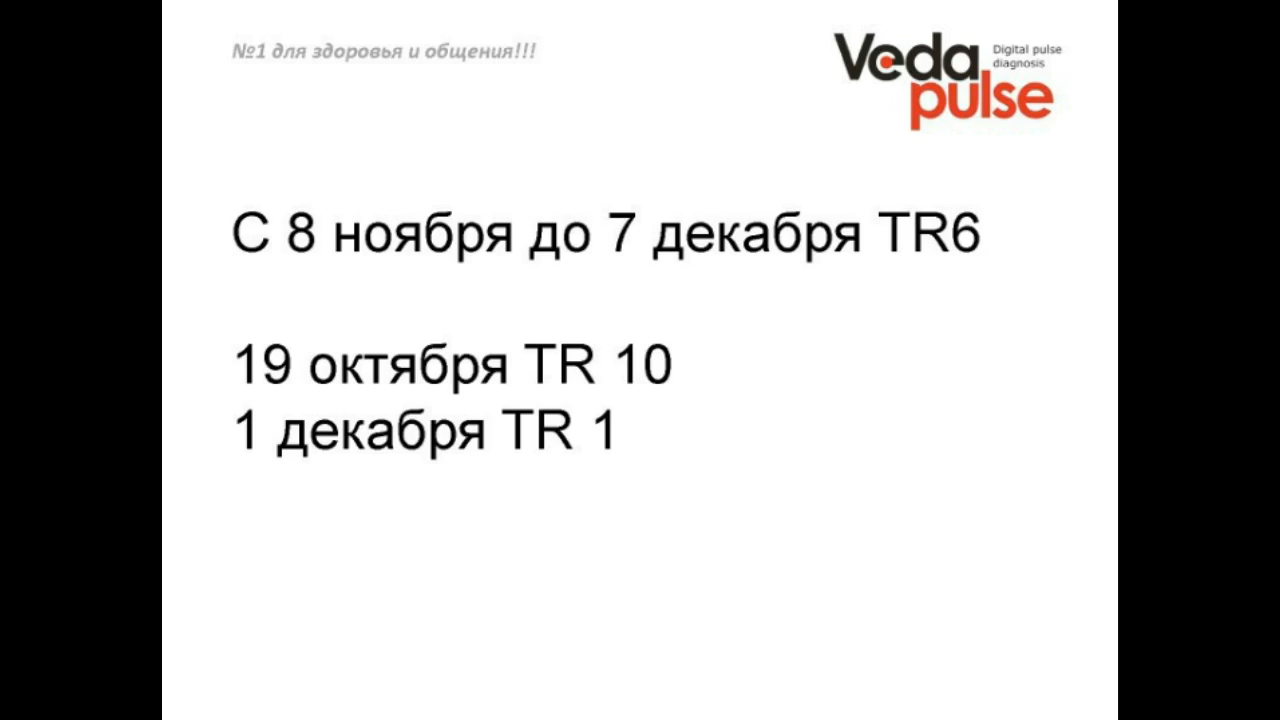 №1 для здоровья и общения!!!
Veda
pulse
Digital pulse
diagnosis
С 8 ноября до 7 декабря TR6
19 октября TR 10
1 декабря TR 1